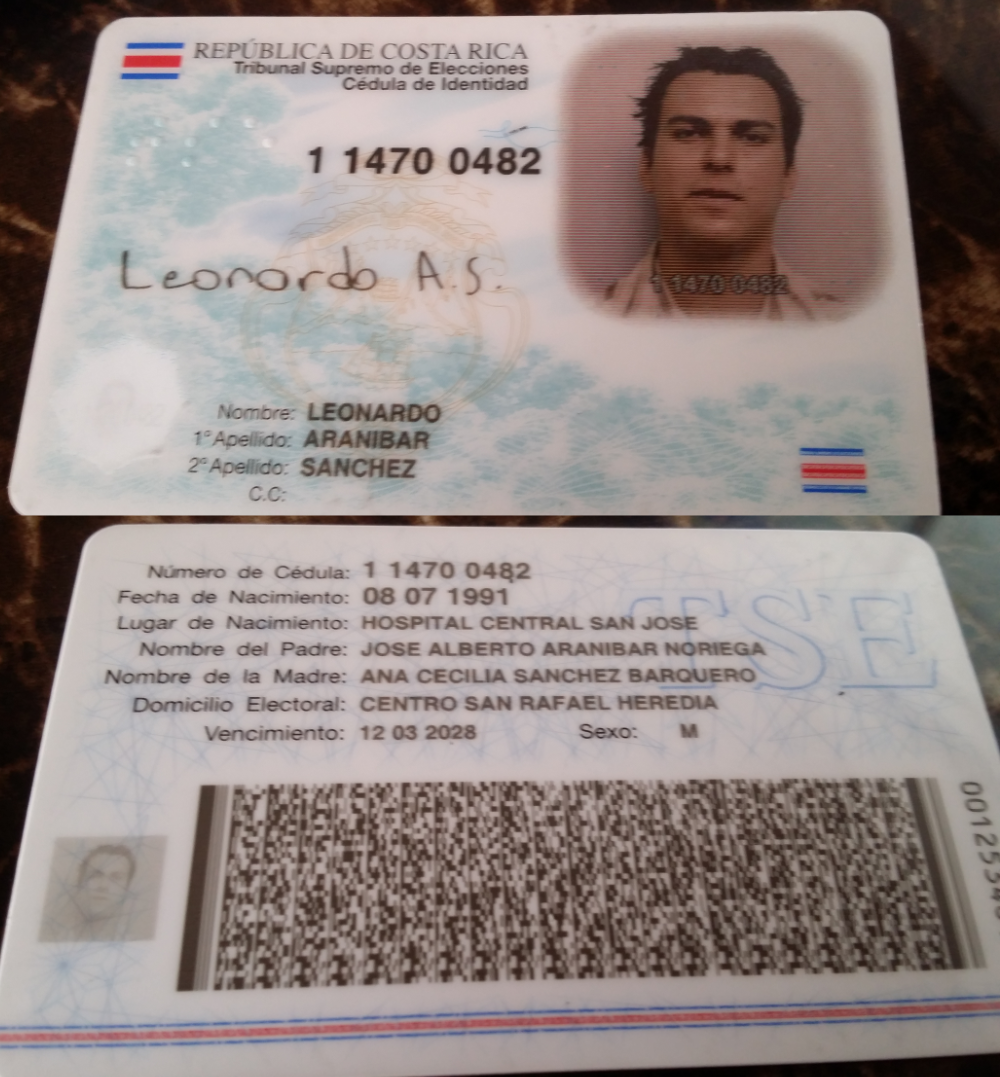 REPÚBLICA DE COSTA RICA
Tribunal Supremo de Elecciones
Cédula de Identidad
1 1470 0482
1 1470 0482
Leonardo A.S.
Nombre: LEONARDO
1° Apellido: ARANIBAR
2° Apellido: SANCHEZ
C.C:
Número de Cédula: 1 1470 0482
Fecha de Nacimiento: 08 07 1991
Lugar de Nacimiento: HOSPITAL CENTRAL SAN JOSE
Nombre del Padre: JOSE ALBERTO ARANIBAR NORIEGA
Nombre de la Madre: ANA CECILIA SANCHEZ BARQUERO
Domicilio Electoral: CENTRO SAN RAFAEL HEREDIA
Vencimiento: 12 03 2028 Sexo: M
TSE